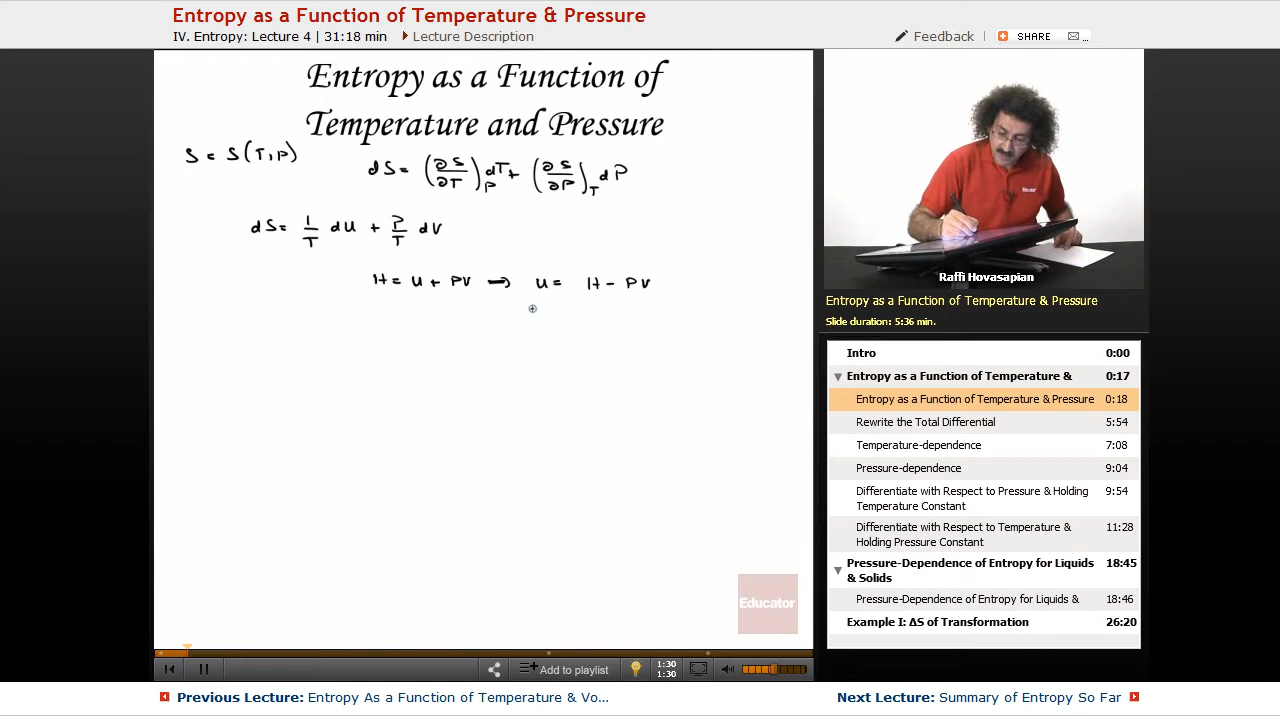 Entropy as a Function of Temperature & Pressure
IV. Entropy: Lecture 4 | 31:18 min
Lecture Description
Feedback
SHARE
Entropy as a Function of
Temperature and Pressure
S = S(T,P)
dS = (∂S/∂T)_P dT + (∂S/∂P)_T dP
dS = 1/T dU + P/T dV
H = U + PV → U = H - PV
Educator
Add to playlist
1:30
1:30
Educator
Raffi Hovasapian
Entropy as a Function of Temperature & Pressure
Slide duration: 5:36 min.
Intro 0:00
Entropy as a Function of Temperature & 0:17
Entropy as a Function of Temperature & Pressure 0:18
Rewrite the Total Differential 5:54
Temperature-dependence 7:08
Pressure-dependence 9:04
Differentiate with Respect to Pressure & Holding 9:54
Temperature Constant
Differentiate with Respect to Temperature & 11:28
Holding Pressure Constant
Pressure-Dependence of Entropy for Liquids 18:45
& Solids
Pressure-Dependence of Entropy for Liquids & 18:46
Example I: ΔS of Transformation 26:20
Previous Lecture: Entropy As a Function of Temperature & Vo...
Next Lecture: Summary of Entropy So Far